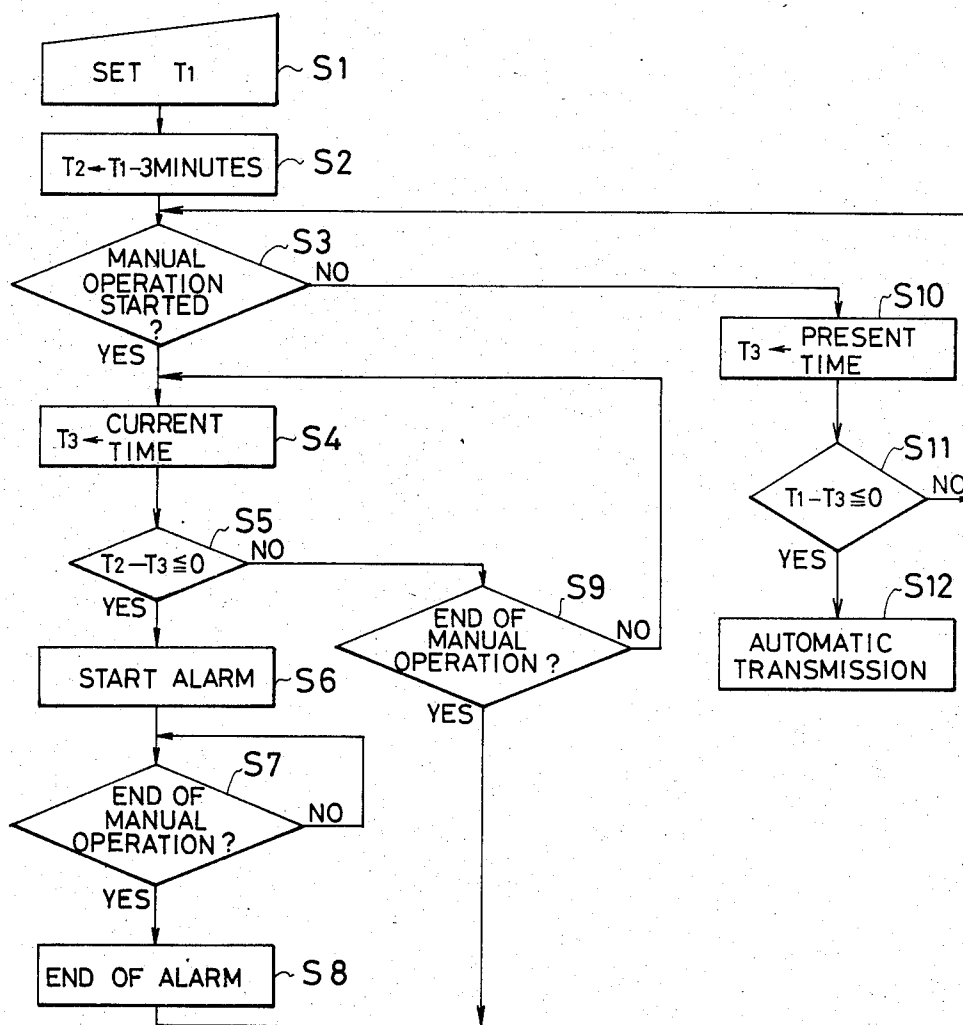 SET T1
S1
T2←T1-3MINUTES
S2
MANUAL
OPERATION
STARTED
?
S3
NO
YES
T3← CURRENT
TIME
S4
T2-T3≦0
S5
NO
YES
START ALARM
S6
END OF
MANUAL
OPERATION?
S7
NO
YES
END OF ALARM
S8
END OF
MANUAL
OPERATION?
S9
NO
YES
T3← PRESENT
TIME
S10
T1-T3≦0
S11
NO
YES
AUTOMATIC
TRANSMISSION
S12